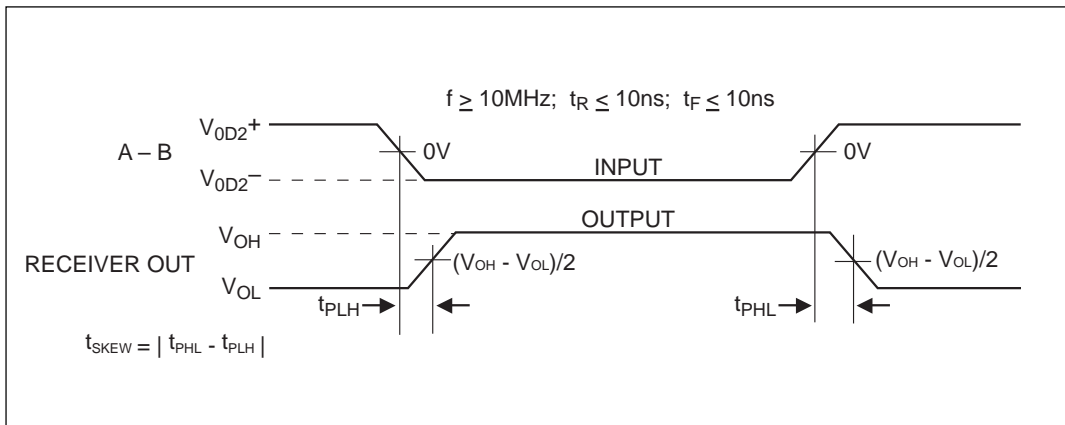 f ≥ 10MHz; tR ≤ 10ns; tF ≤ 10ns
V0D2+
A – B
0V
0V
V0D2–
INPUT
VOH
OUTPUT
RECEIVER OUT
(VOH - VOL)/2
(VOH - VOL)/2
VOL
tPLH
tPHL
tSKEW = | tPHL - tPLH |